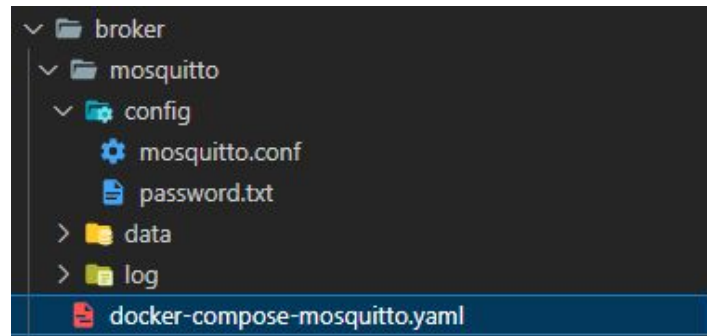 broker
mosquitto
config
mosquitto.conf
password.txt
data
log
docker-compose-mosquitto.yaml